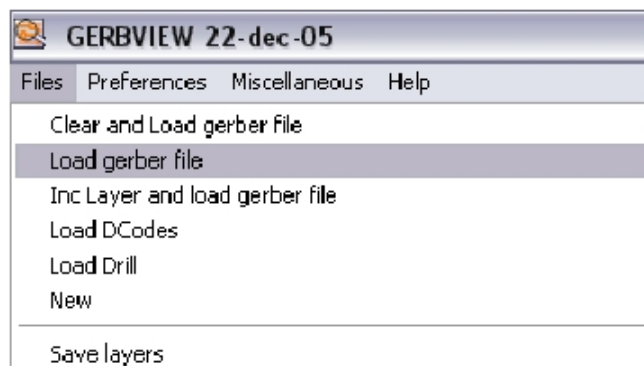 GERBVIEW 22-dec-05
Files Preferences Miscellaneous Help
Clear and Load gerber file
Load gerber file
Inc Layer and load gerber file
Load DCodes
Load Drill
New
Save layers